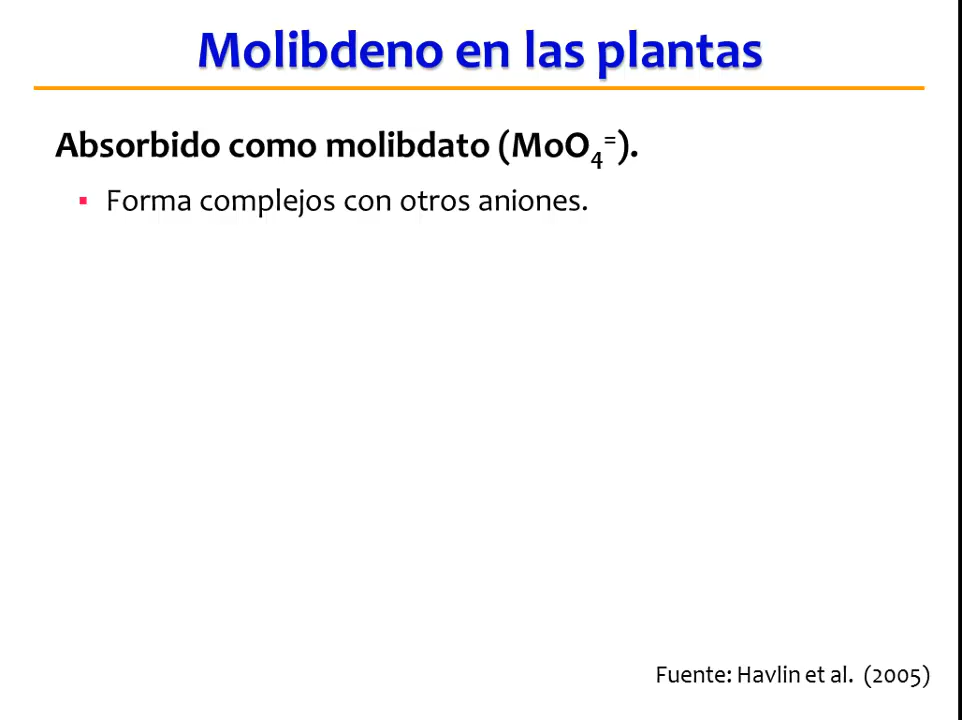 Molibdeno en las plantas
Absorbido como molibdato (MoO₄⁼).
▪ Forma complejos con otros aniones.
Fuente: Havlin et al. (2005)